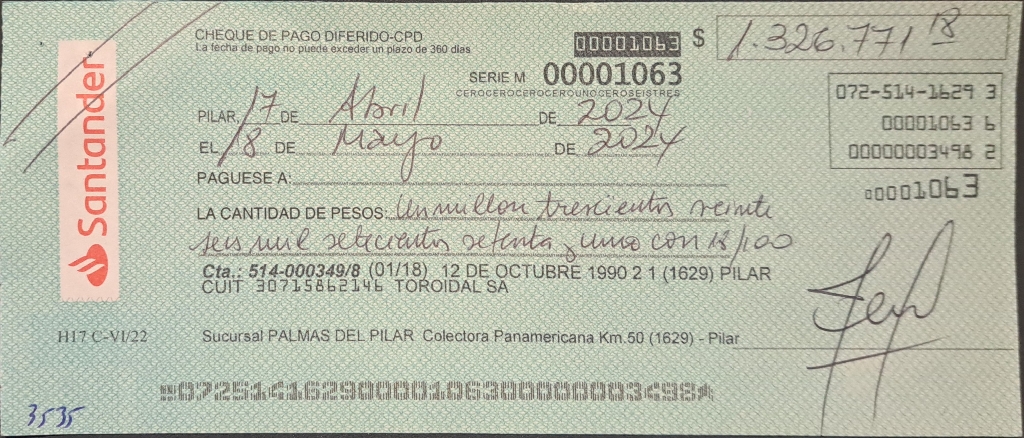 CHEQUE DE PAGO DIFERIDO-CPD
La fecha de pago no puede exceder un plazo de 360 dias
00001063 $ 1.326.771 18
SERIE M 00001063
CEROCEROCEROCEROUNOCEROSEISTRES
072-514-1629 3
00001063 6
00000003498 2
00001063
PILAR, 17 DE Abril DE 2024
EL 18 DE Mayo DE 2024
PAGUESE A:
LA CANTIDAD DE PESOS: Un millon trescientos veinte
seis mil setecientos setenta y uno con 18/100
Cta.: 514-000349/8 (01/18) 12 DE OCTUBRE 1990 2 1 (1629) PILAR
CUIT 30715862146 TOROIDAL SA
Santander
H17 C-VI/22
Sucursal PALMAS DEL PILAR Colectora Panamericana Km.50 (1629) - Pilar
072514162900001063000000034984
3535